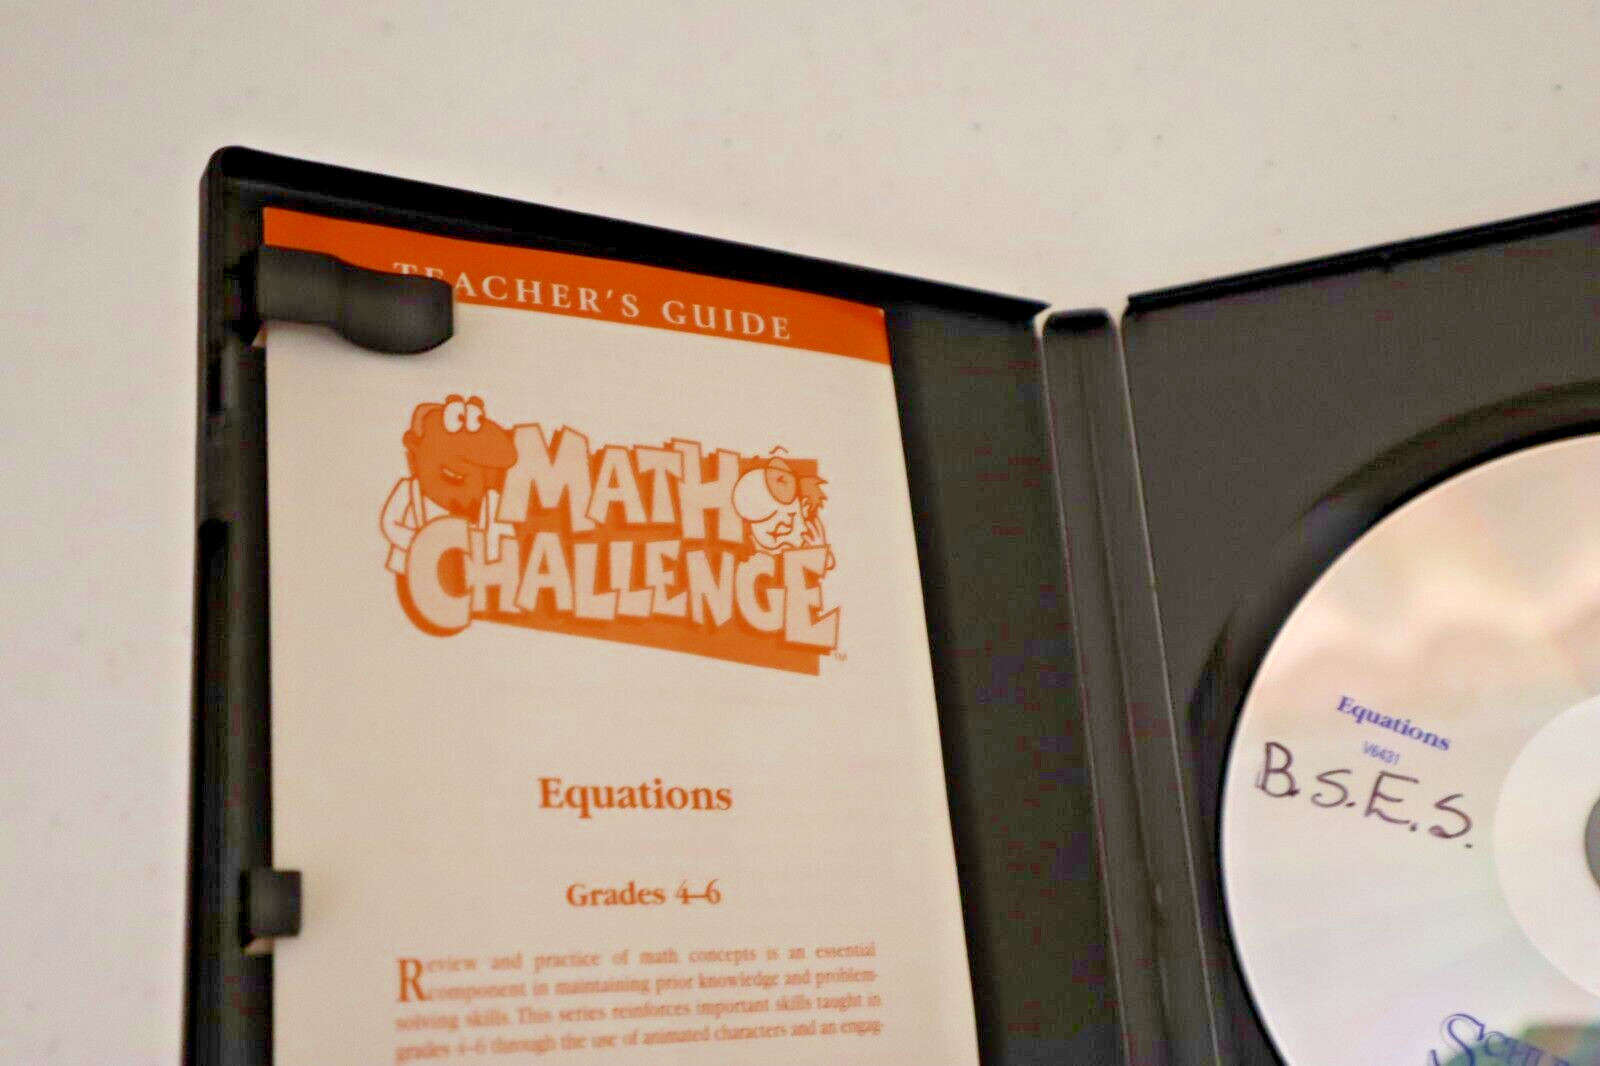 TEACHER'S GUIDE
MATH
CHALLENGE
™
Equations
Grades 4–6
Review and practice of math concepts is an essential
component in maintaining prior knowledge and problem-
solving skills. This series reinforces important skills taught in
grades 4–6 through the use of animated characters and an engag-
Equations
V6431
B.S.E.S.